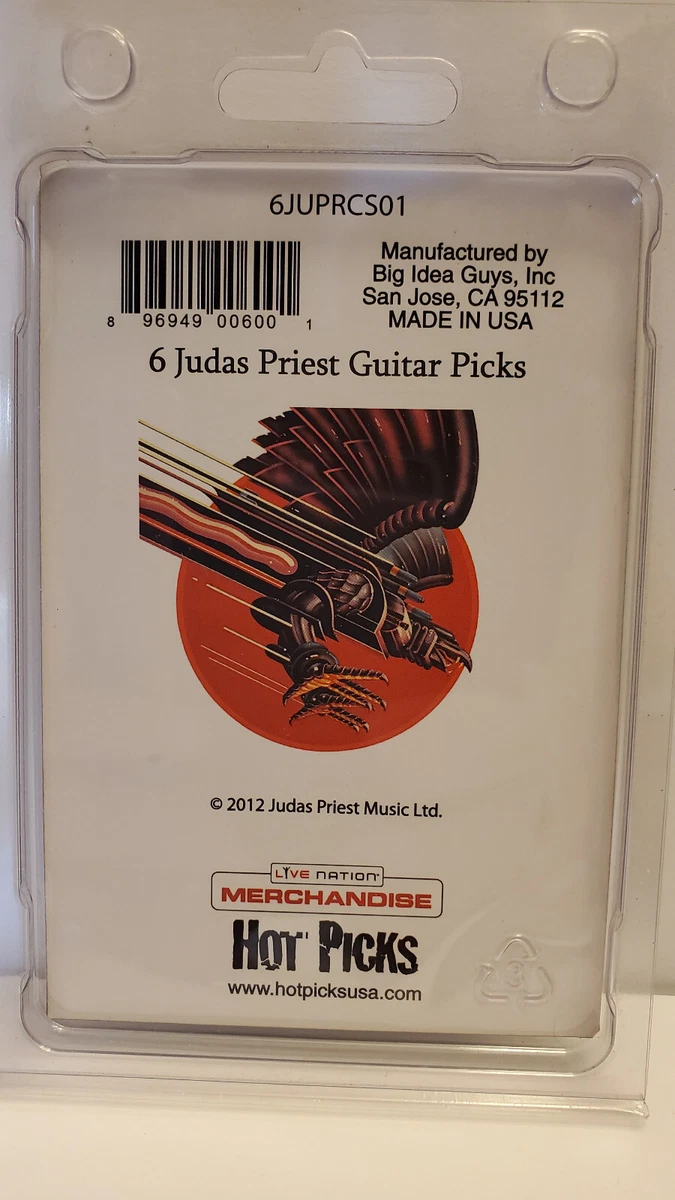 6JUPRCS01
8 96949 00600 1
Manufactured by
Big Idea Guys, Inc
San Jose, CA 95112
MADE IN USA
6 Judas Priest Guitar Picks
© 2012 Judas Priest Music Ltd.
LIVE NATION
MERCHANDISE
HOT PICKS
www.hotpicksusa.com
3